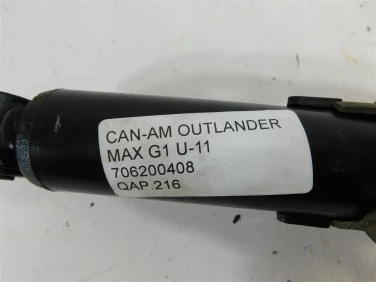 CAN-AM OUTLANDER
MAX G1 U-11
706200408
QAP.216